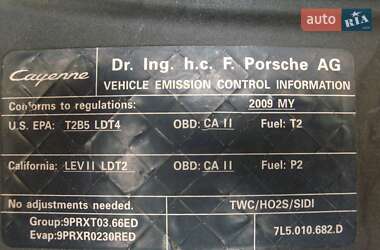 auto RIA
.com
Cayenne
Dr. Ing. h.c. F. Porsche AG
VEHICLE EMISSION CONTROL INFORMATION
Conforms to regulations: 2009 MY
U.S. EPA: T2B5 LDT4 OBD: CA II Fuel: T2
California: LEV II LDT2 OBD: CA II Fuel: P2
No adjustments needed. TWC/HO2S/SIDI
Group:9PRXT03.66ED
Evap:9PRXR0230RED 7L5.010.682.D